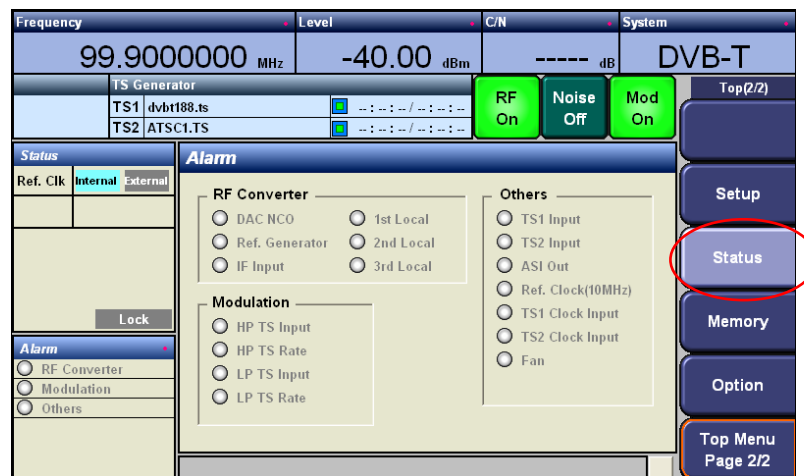 Frequency
99.9000000 MHz
Level
-40.00 dBm
C/N
----- dB
System
DVB-T
TS Generator
TS1 dvbt188.ts --:--:--/--:--:--
TS2 ATSC1.TS --:--:--/--:--:--
RF
On
Noise
Off
Mod
On
Top(2/2)
Setup
Status
Memory
Option
Top Menu
Page 2/2
Status
Ref. Clk Internal External
Lock
Alarm
RF Converter
Modulation
Others
Alarm
RF Converter
DAC NCO
1st Local
Ref. Generator
2nd Local
IF Input
3rd Local
Modulation
HP TS Input
HP TS Rate
LP TS Input
LP TS Rate
Others
TS1 Input
TS2 Input
ASI Out
Ref. Clock(10MHz)
TS1 Clock Input
TS2 Clock Input
Fan